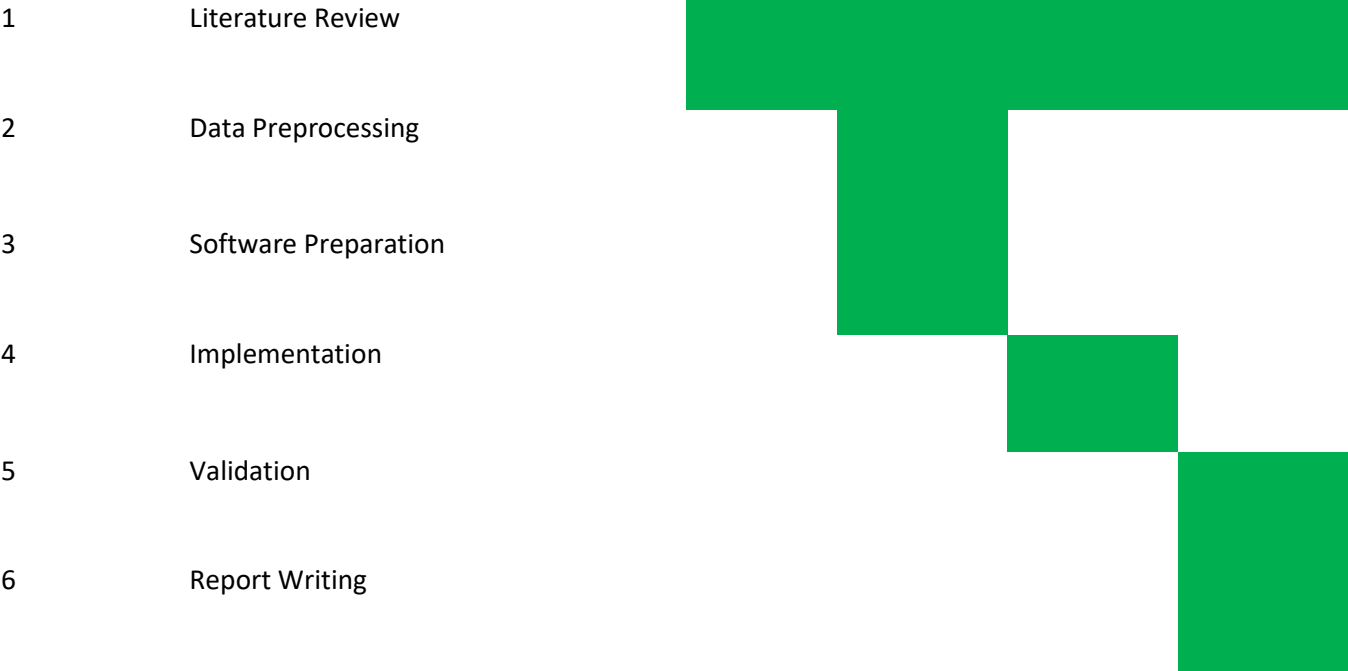 1 Literature Review
2 Data Preprocessing
3 Software Preparation
4 Implementation
5 Validation
6 Report Writing